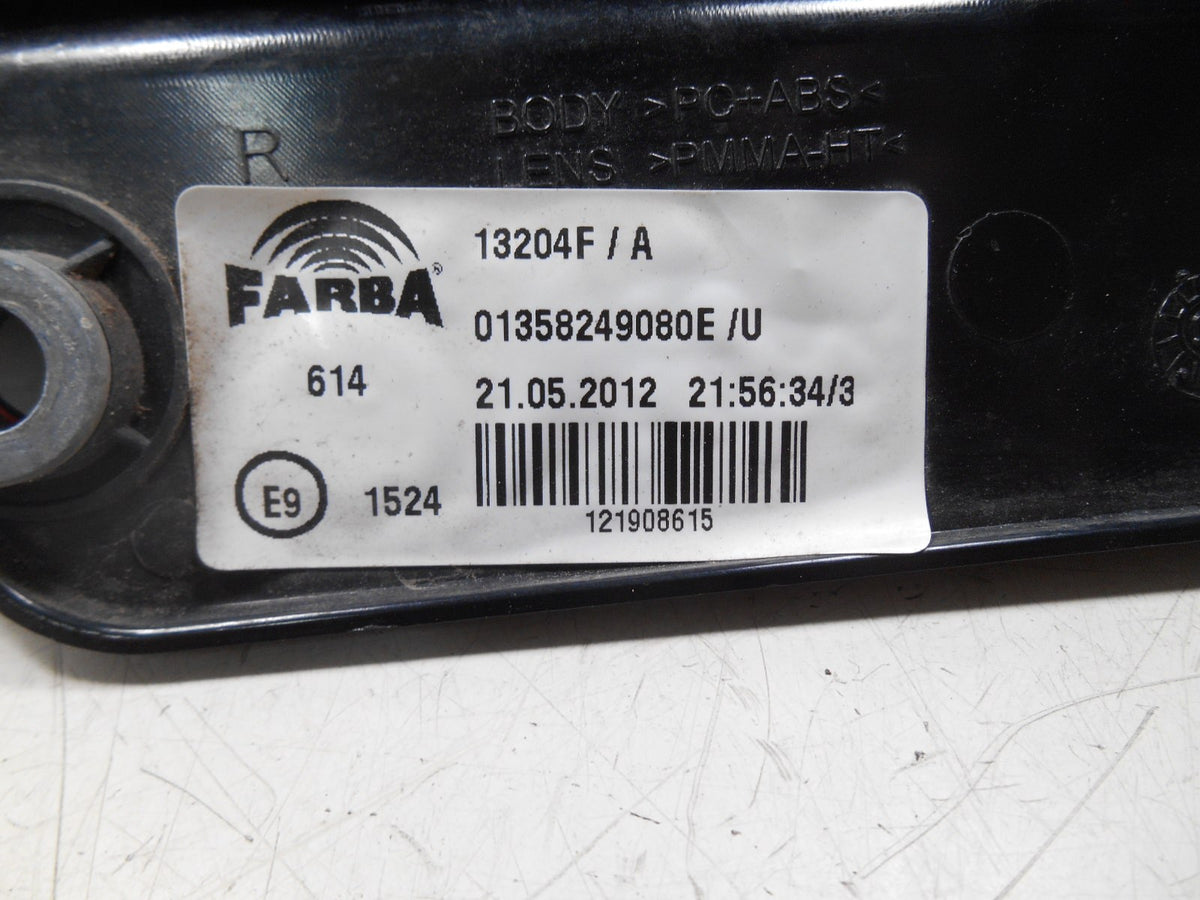 R
BODY >PC+ABS<
LENS >PMMA-HT<
FARBA®
13204F / A
01358249080E /U
614
21.05.2012 21:56:34/3
E9
1524
121908615